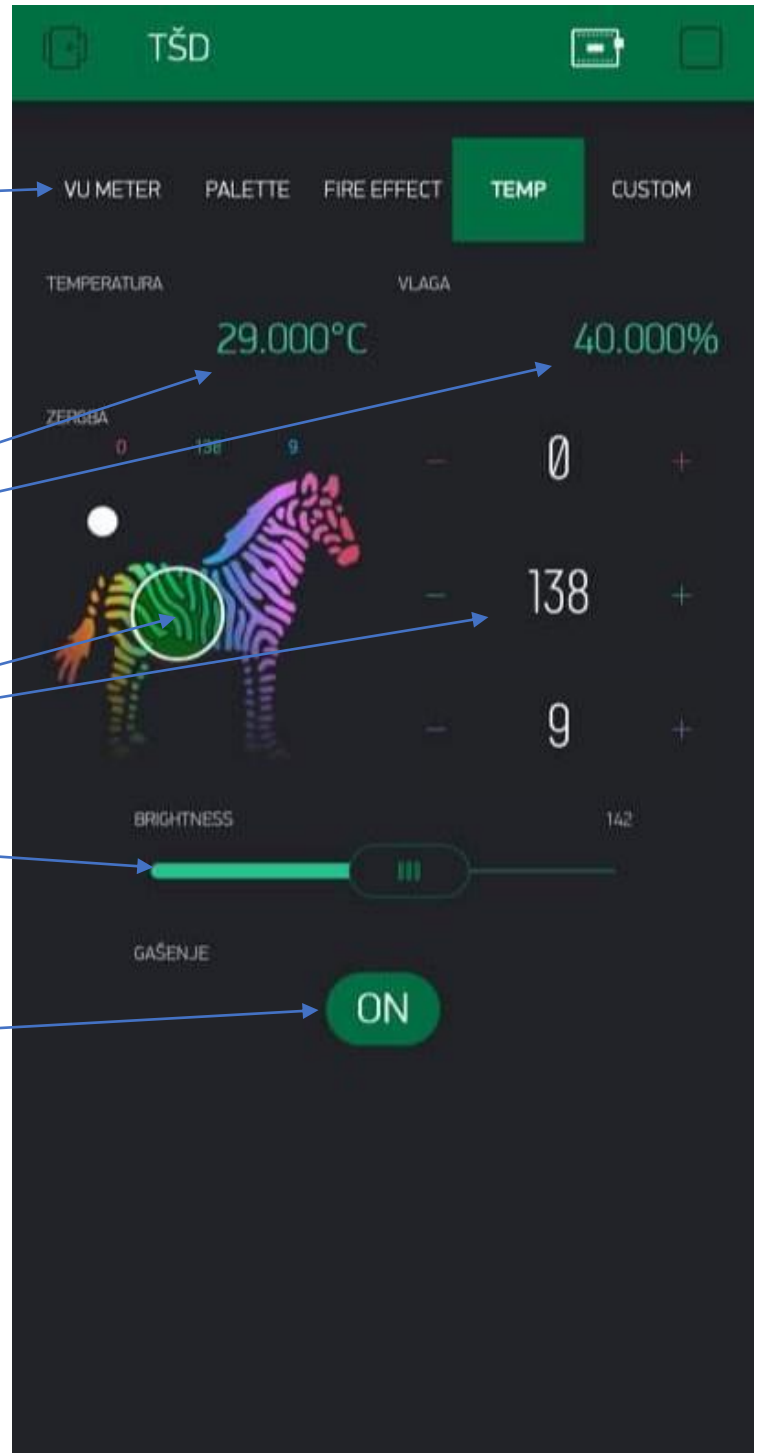 TŠD
VU METER PALETTE FIRE EFFECT TEMP CUSTOM
TEMPERATURA VLAGA
29.000°C 40.000%
ZERGBA
0 138 9
- 0 +
- 138 +
- 9 +
BRIGHTNESS 142
GAŠENJE
ON